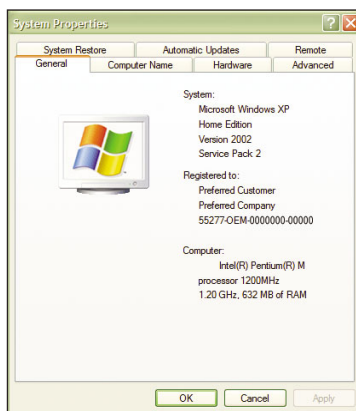 System Properties
System Restore Automatic Updates Remote
General Computer Name Hardware Advanced
System:
Microsoft Windows XP
Home Edition
Version 2002
Service Pack 2
Registered to:
Preferred Customer
Preferred Company
55277-OEM-0000000-00000
Computer:
Intel(R) Pentium(R) M
processor 1200MHz
1.20 GHz, 632 MB of RAM
OK Cancel Apply